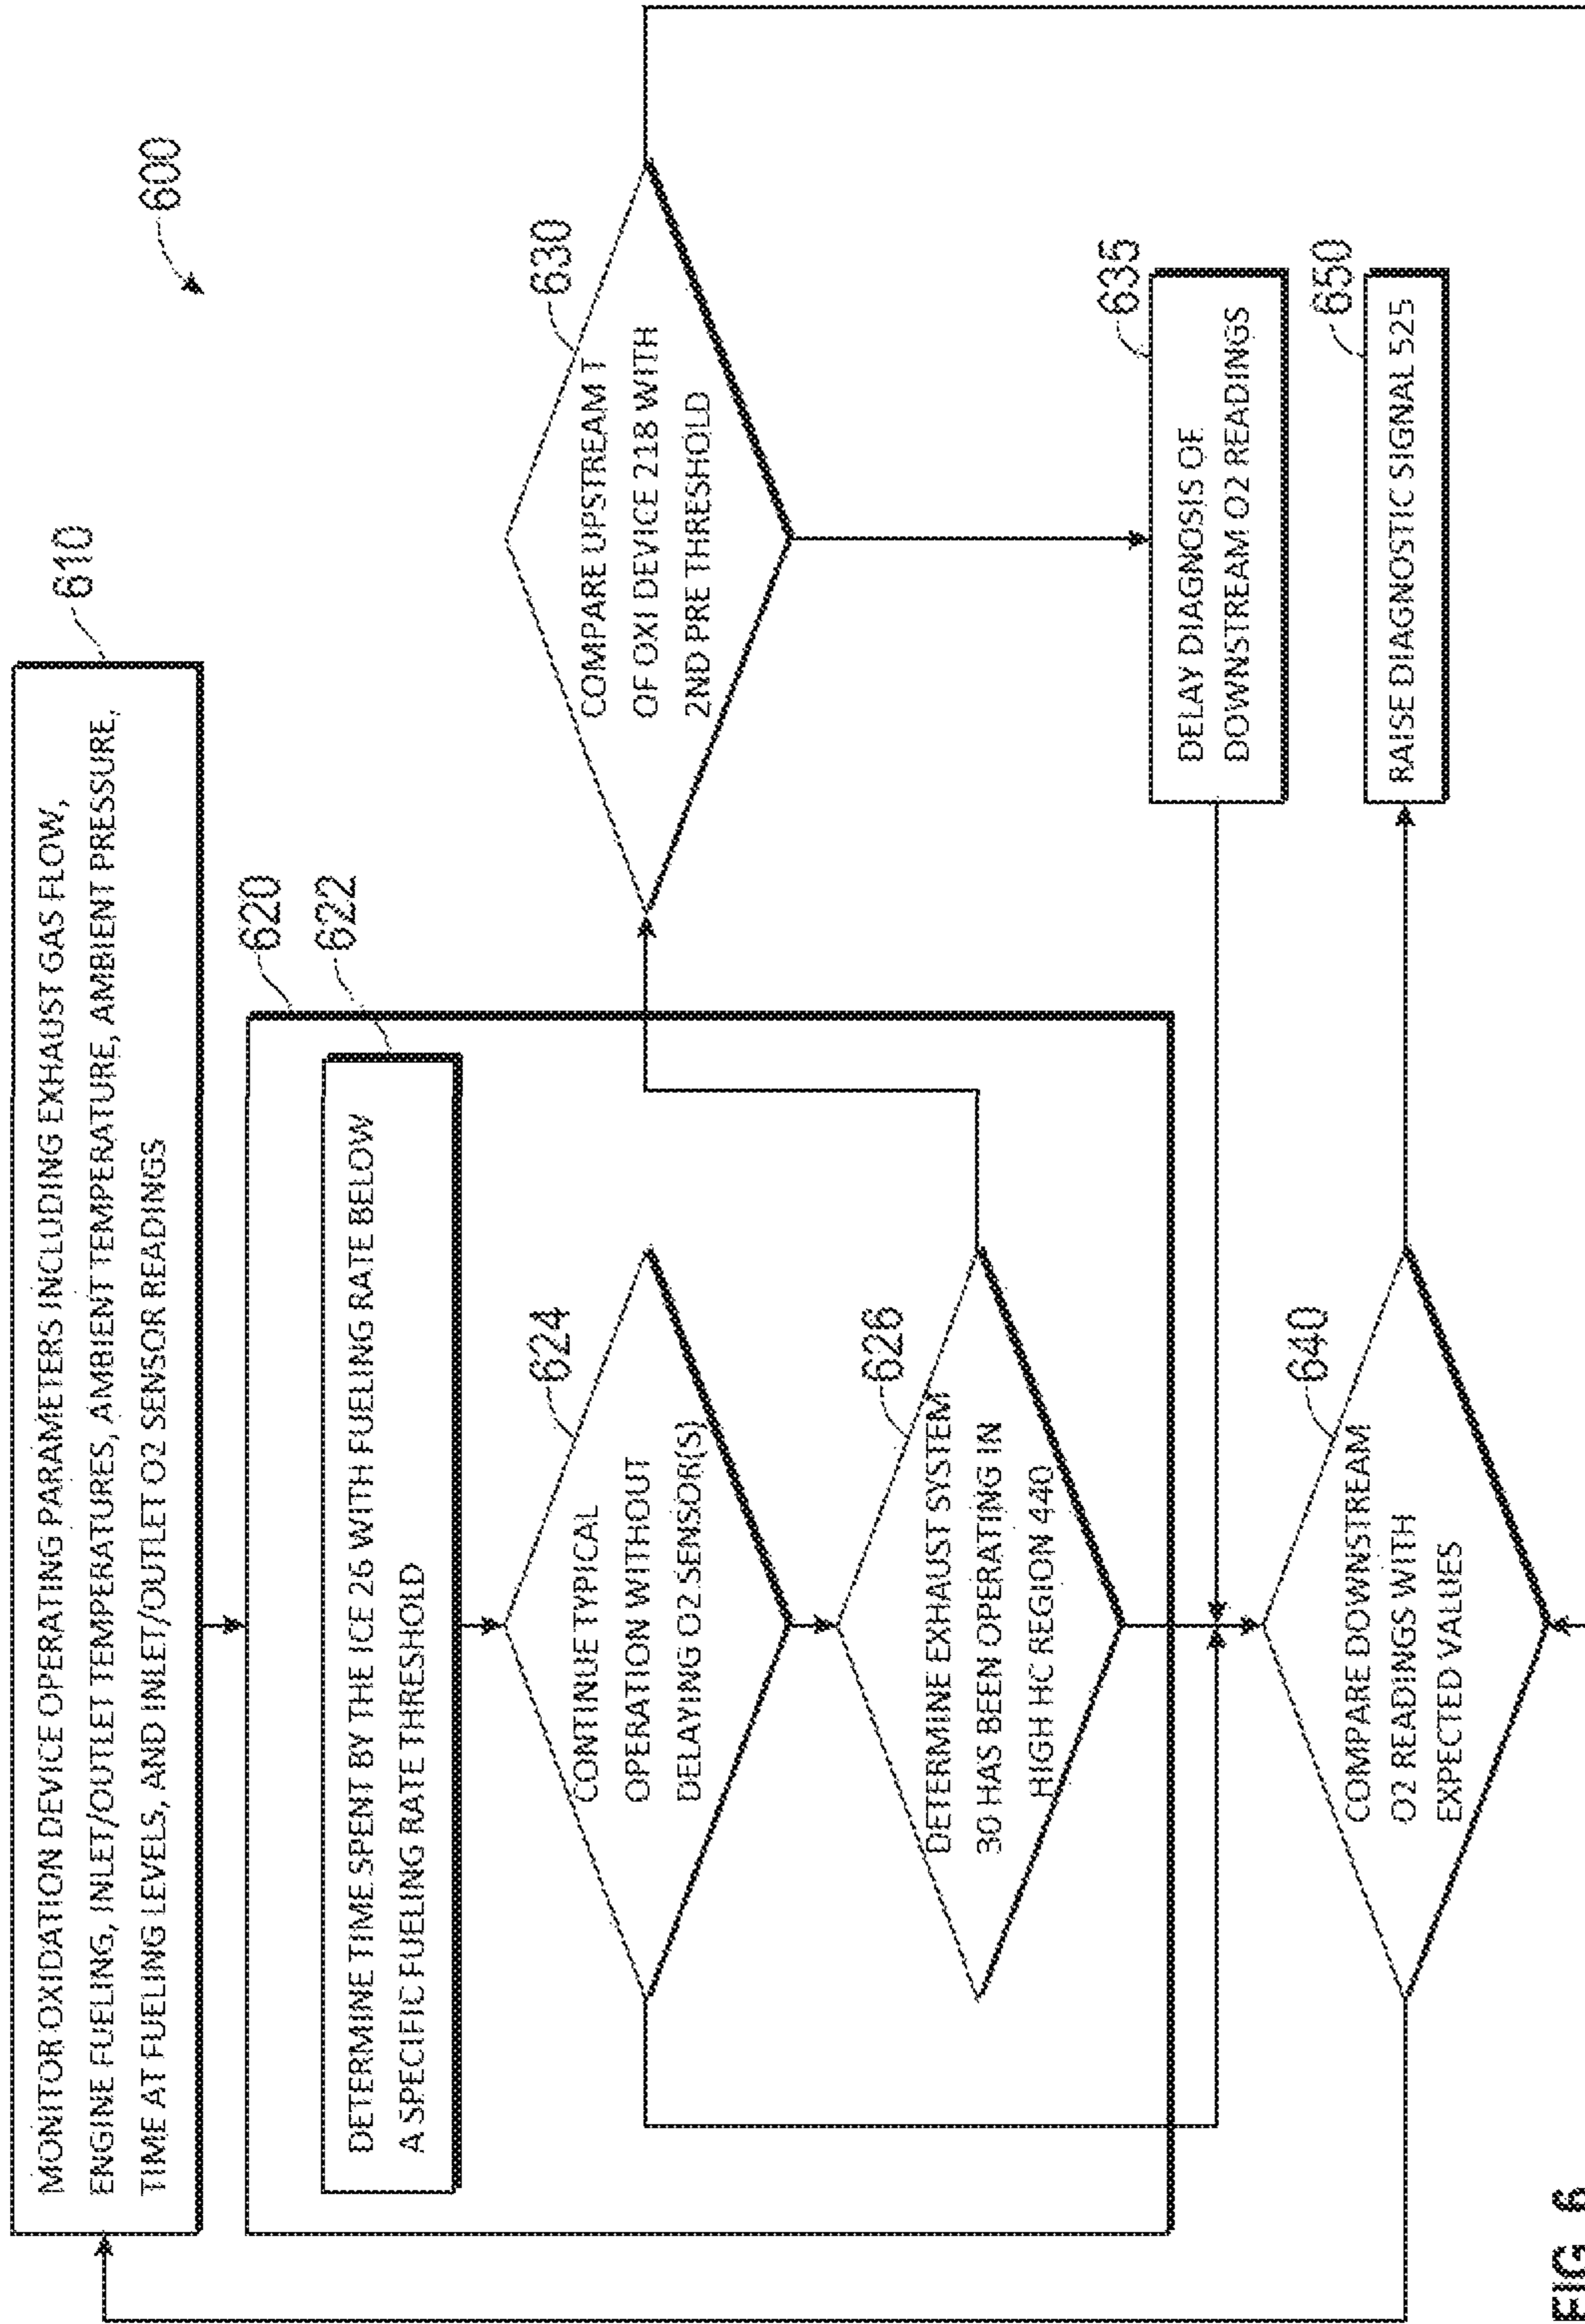 600
610
MONITOR OXIDATION DEVICE OPERATING PARAMETERS INCLUDING EXHAUST GAS FLOW,
ENGINE FUELING, INLET/OUTLET TEMPERATURES, AMBIENT TEMPERATURE, AMBIENT PRESSURE,
TIME AT FUELING LEVELS, AND INLET/OUTLET O2 SENSOR READINGS
620
622
DETERMINE TIME SPENT BY THE ICE 26 WITH FUELING RATE BELOW
A SPECIFIC FUELING RATE THRESHOLD
624
CONTINUE TYPICAL
OPERATION WITHOUT
DELAYING O2 SENSOR(S)
626
DETERMINE EXHAUST SYSTEM
30 HAS BEEN OPERATING IN
HIGH HC REGION 440
630
COMPARE UPSTREAM T
OF OXI DEVICE 218 WITH
2ND PRE THRESHOLD
635
DELAY DIAGNOSIS OF
DOWNSTREAM O2 READINGS
640
COMPARE DOWNSTREAM
O2 READINGS WITH
EXPECTED VALUES
650
RAISE DIAGNOSTIC SIGNAL 525
FIG. 6